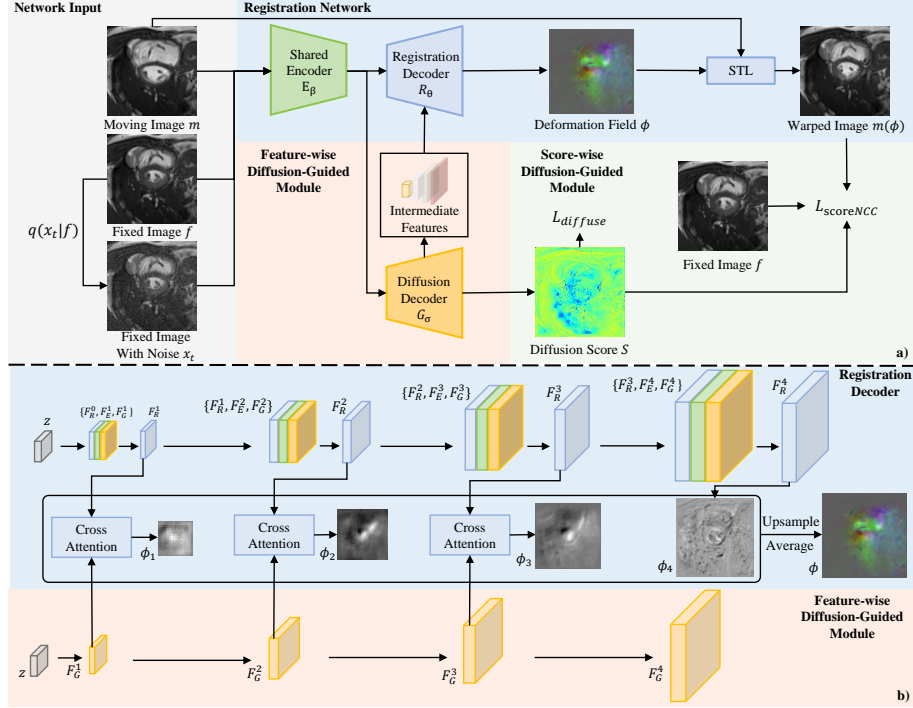 Network Input
Registration Network
Moving Image m
Fixed Image f
q(x_t|f)
Fixed Image
With Noise x_t
Shared
Encoder
E_β
Registration
Decoder
R_θ
Deformation Field ϕ
STL
Warped Image m(ϕ)
Feature-wise
Diffusion-Guided
Module
Intermediate
Features
Diffusion
Decoder
G_σ
Score-wise
Diffusion-Guided
Module
L_diffuse
Diffusion Score S
Fixed Image f
L_scoreNCC
a)
Registration
Decoder
z
{F_R^0, F_E^1, F_G^1}
F_R^1
{F_R^1, F_E^2, F_G^2}
F_R^2
{F_R^2, F_E^3, F_G^3}
F_R^3
{F_R^3, F_E^4, F_G^4}
F_R^4
Cross
Attention
ϕ_1
Cross
Attention
ϕ_2
Cross
Attention
ϕ_3
ϕ_4
Upsample
Average
ϕ
Feature-wise
Diffusion-Guided
Module
z
F_G^1
F_G^2
F_G^3
F_G^4
b)